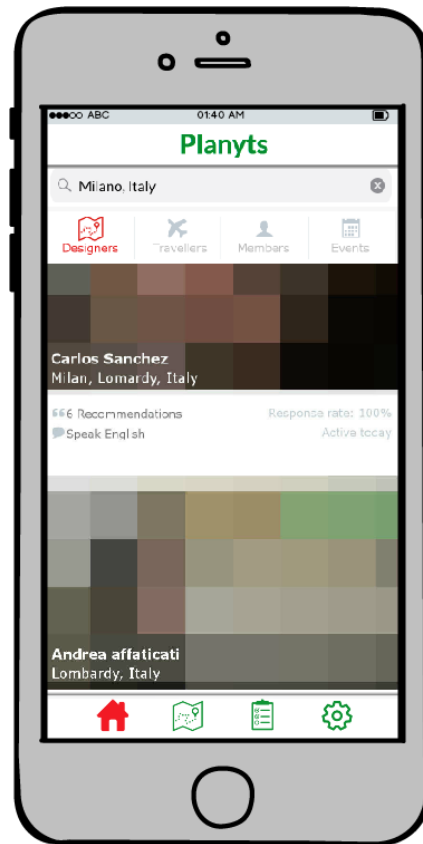 ABC 01:40 AM
Planyts
Milano, Italy
Designers Travellers Members Events
Carlos Sanchez
Milan, Lomardy, Italy
6 Recommendations Response rate: 100%
Speak English Active today
Andrea affaticati
Lombardy, Italy